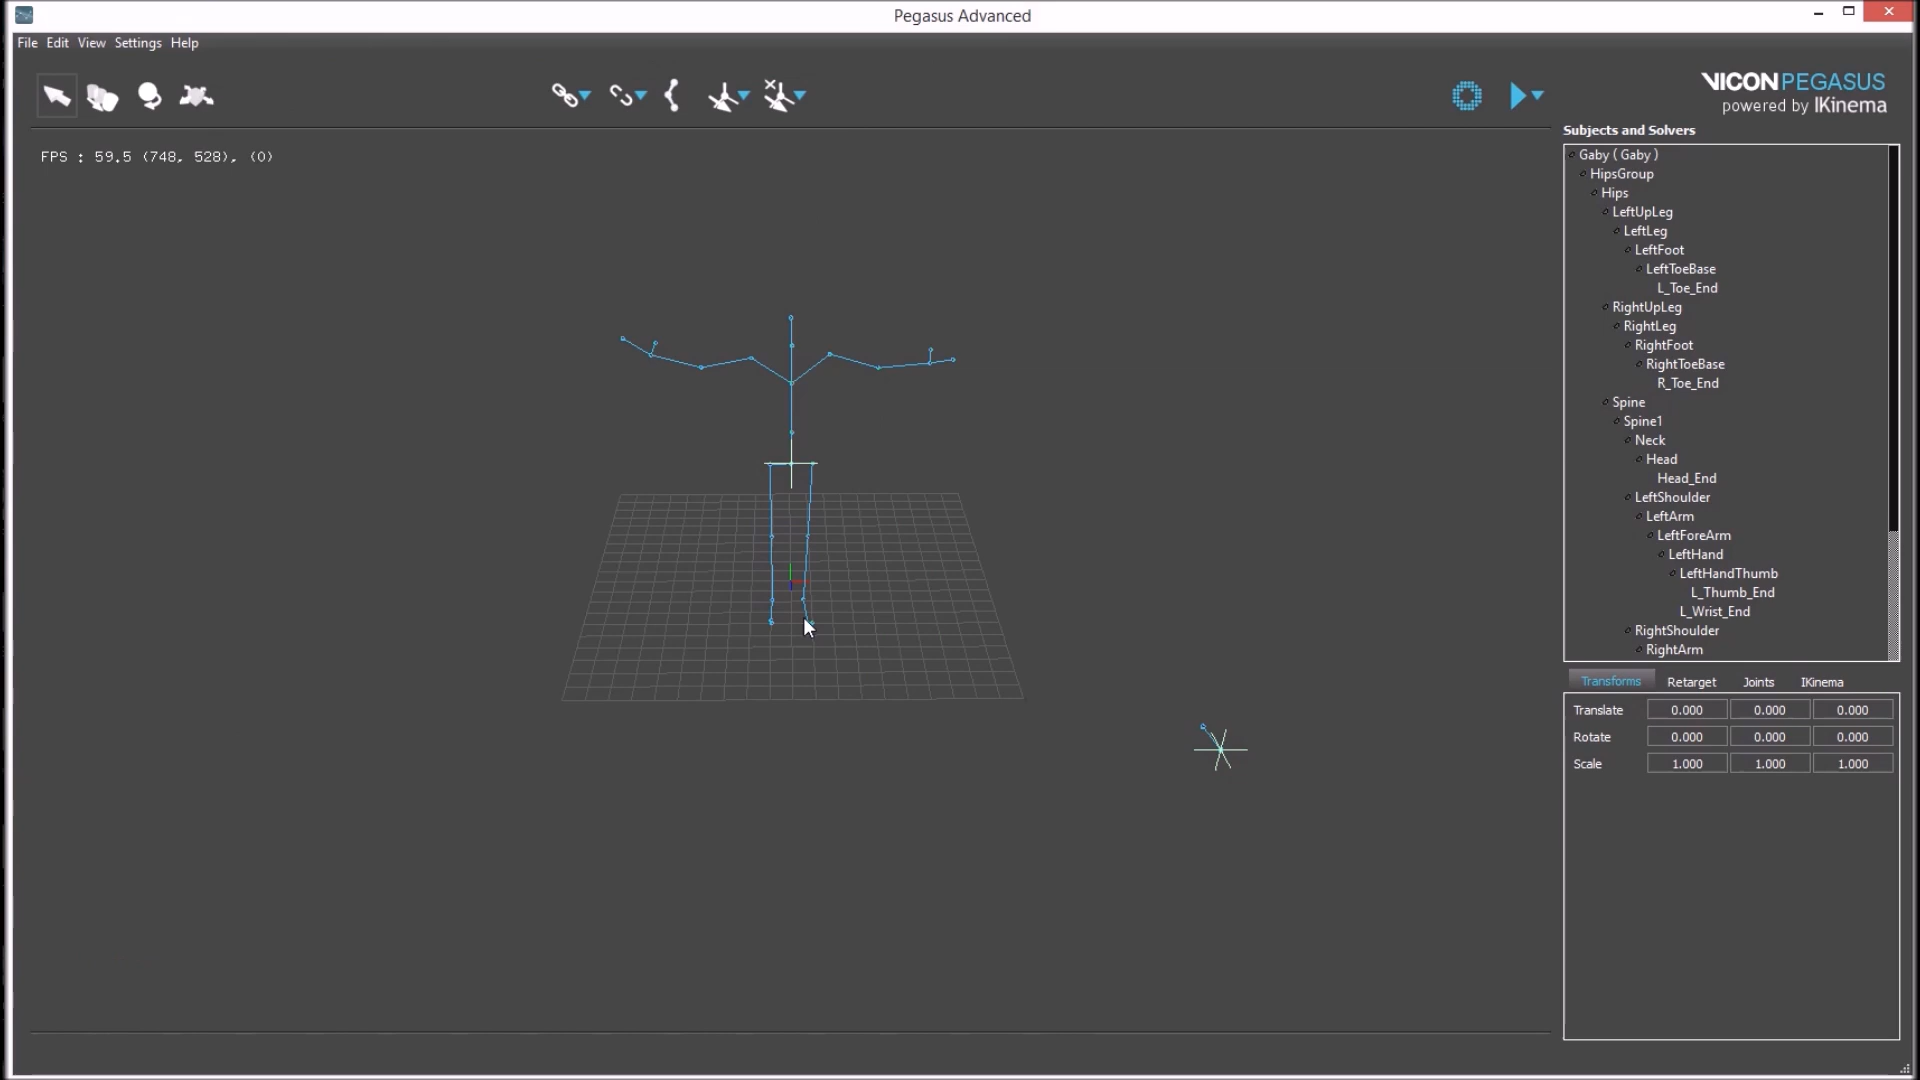 Pegasus Advanced
File Edit View Settings Help
VICON PEGASUS
powered by IKinema
FPS : 59.5 (748, 528), (0)
Subjects and Solvers
Gaby ( Gaby )
HipsGroup
Hips
LeftUpLeg
LeftLeg
LeftFoot
LeftToeBase
L_Toe_End
RightUpLeg
RightLeg
RightFoot
RightToeBase
R_Toe_End
Spine
Spine1
Neck
Head
Head_End
LeftShoulder
LeftArm
LeftForeArm
LeftHand
LeftHandThumb
L_Thumb_End
L_Wrist_End
RightShoulder
RightArm
Transforms Retarget Joints IKinema
Translate 0.000 0.000 0.000
Rotate 0.000 0.000 0.000
Scale 1.000 1.000 1.000